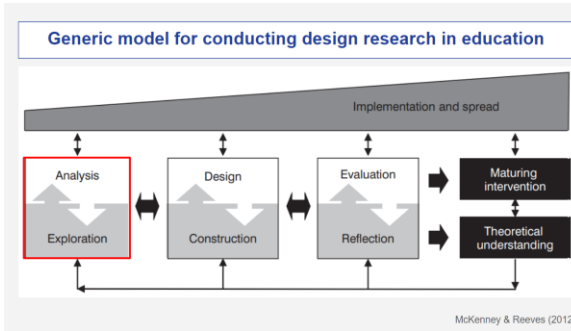 Generic model for conducting design research in education
Implementation and spread
Analysis
Exploration
Design
Construction
Evaluation
Reflection
Maturing
intervention
Theoretical
understanding
McKenney & Reeves (2012